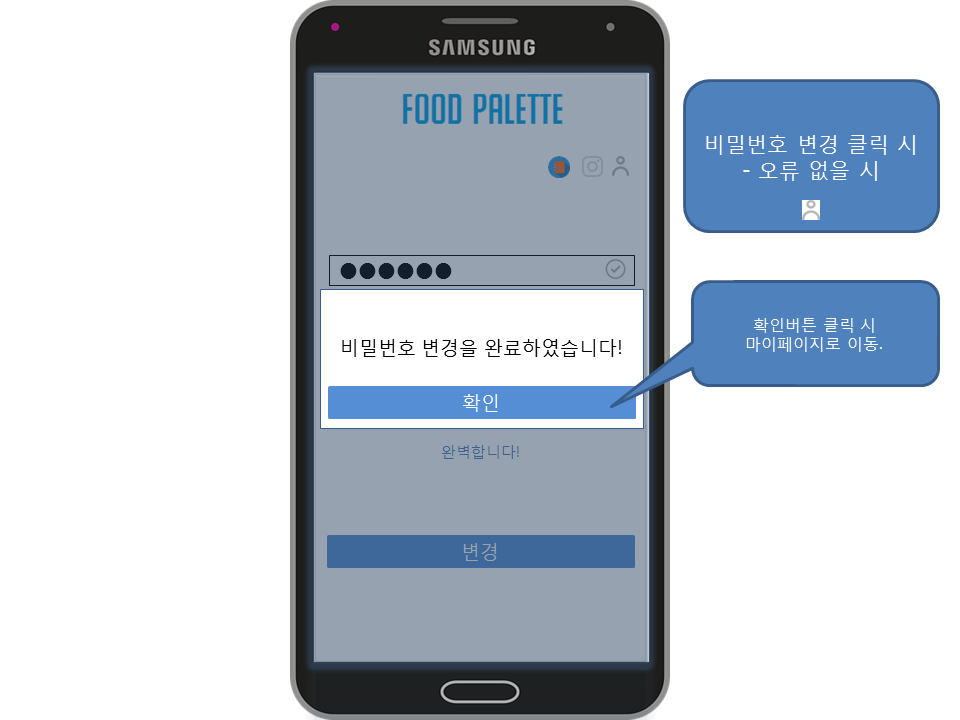 SAMSUNG
FOOD PALETTE
비밀번호 변경을 완료하였습니다!
확인
완벽합니다!
변경
비밀번호 변경 클릭 시
- 오류 없을 시
확인버튼 클릭 시
마이페이지로 이동.